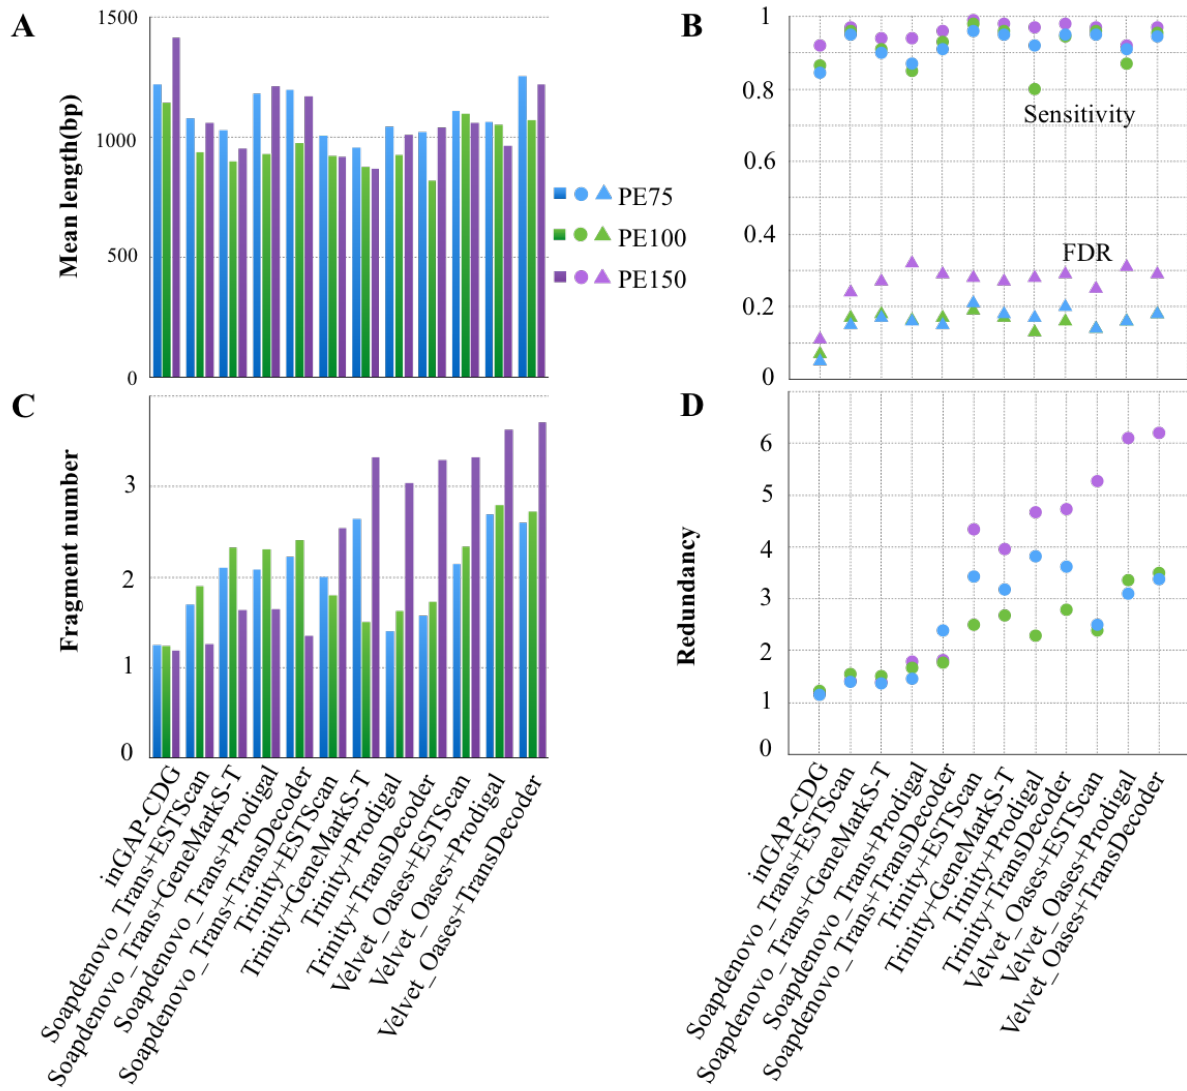 A
Mean length(bp)
1500
1000
500
0
PE75
PE100
PE150
B
1
0.8
0.6
0.4
0.2
0
Sensitivity
FDR
C
Fragment number
3
2
1
0
inGAP-CDG
Soapdenovo_Trans+ESTScan
Soapdenovo_Trans+GeneMarkS-T
Soapdenovo_Trans+Prodigal
Soapdenovo_Trans+TransDecoder
Trinity+ESTScan
Trinity+GeneMarkS-T
Trinity+Prodigal
Trinity+TransDecoder
Velvet_Oases+ESTScan
Velvet_Oases+Prodigal
Velvet_Oases+TransDecoder
D
Redundancy
6
5
4
3
2
1
0
inGAP-CDG
Soapdenovo_Trans+ESTScan
Soapdenovo_Trans+GeneMarkS-T
Soapdenovo_Trans+Prodigal
Soapdenovo_Trans+TransDecoder
Trinity+ESTScan
Trinity+GeneMarkS-T
Trinity+Prodigal
Trinity+TransDecoder
Velvet_Oases+ESTScan
Velvet_Oases+Prodigal
Velvet_Oases+TransDecoder